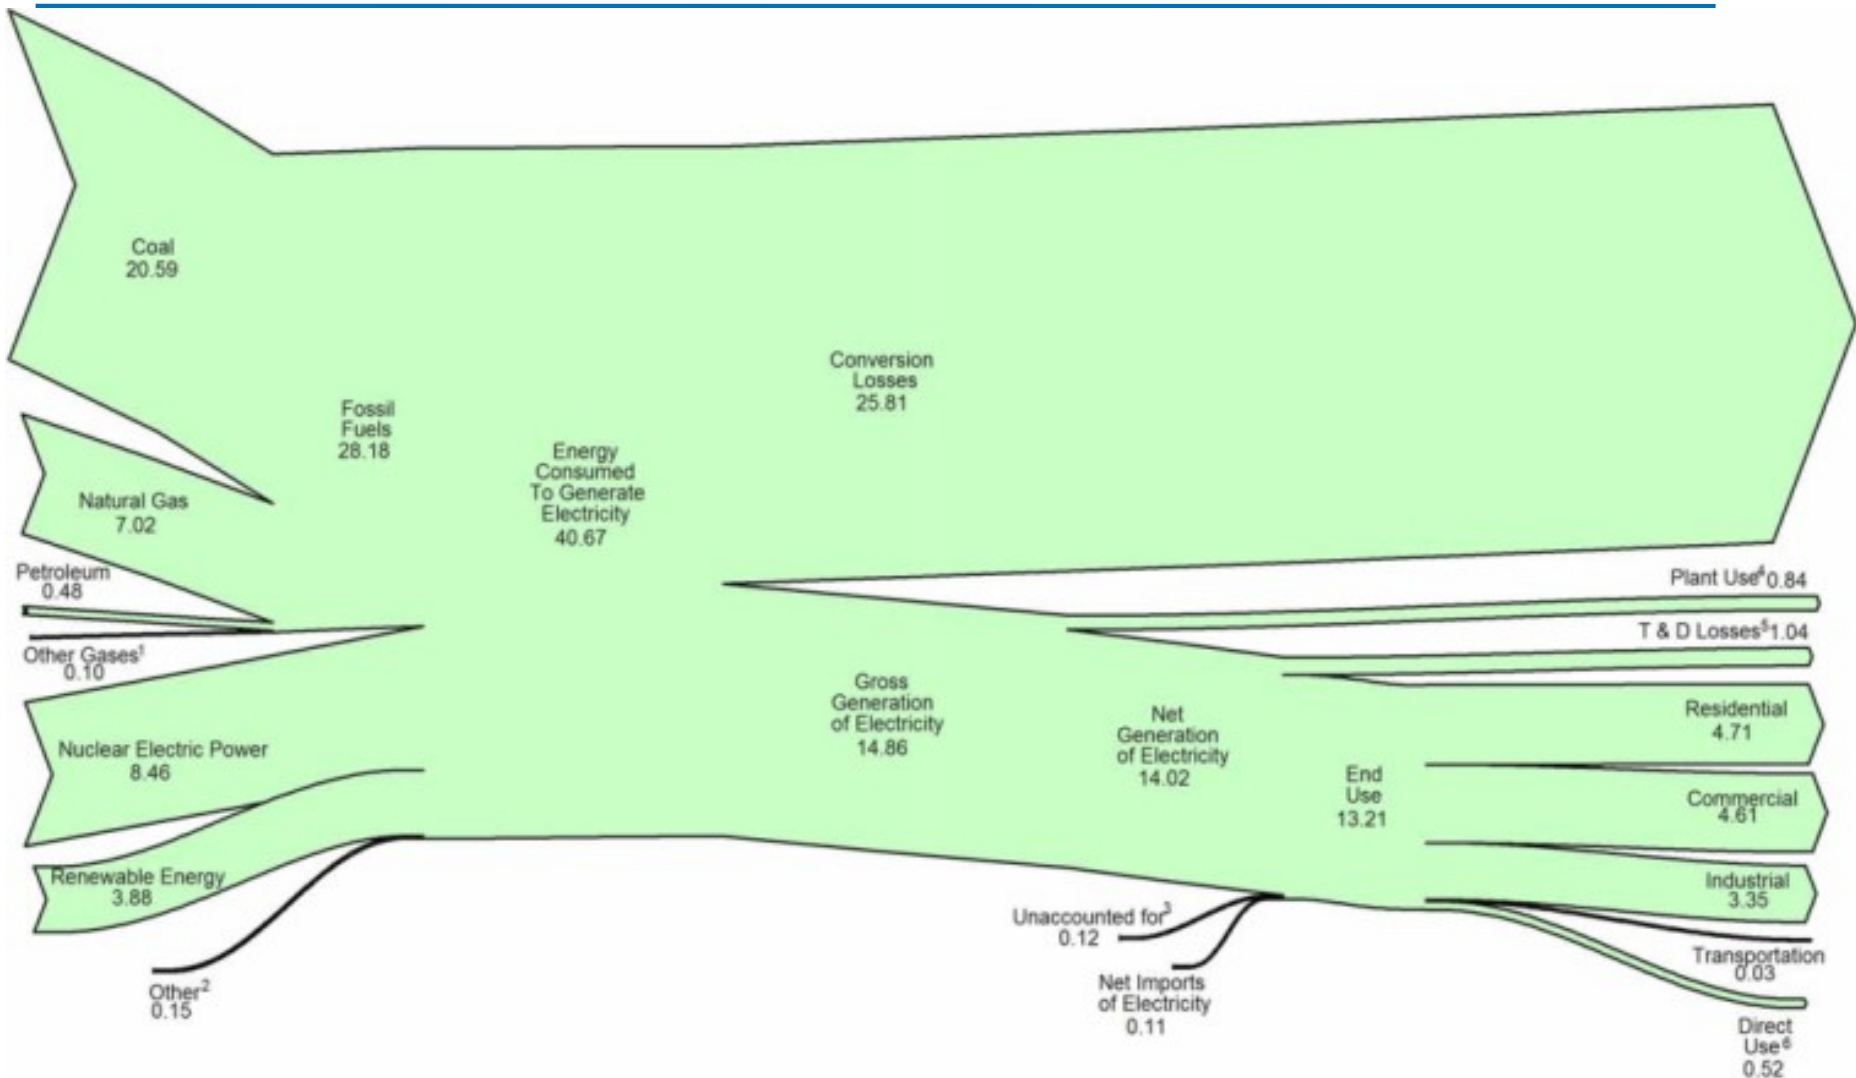 Coal
20.59
Natural Gas
7.02
Petroleum
0.48
Other Gases¹
0.10
Nuclear Electric Power
8.46
Renewable Energy
3.88
Other²
0.15
Fossil
Fuels
28.18
Energy
Consumed
To Generate
Electricity
40.67
Conversion
Losses
25.81
Gross
Generation
of Electricity
14.86
Net
Generation
of Electricity
14.02
Unaccounted for³
0.12
Net Imports
of Electricity
0.11
End
Use
13.21
Plant Use⁴ 0.84
T & D Losses⁵ 1.04
Residential
4.71
Commercial
4.61
Industrial
3.35
Transportation
0.03
Direct
Use⁶
0.52